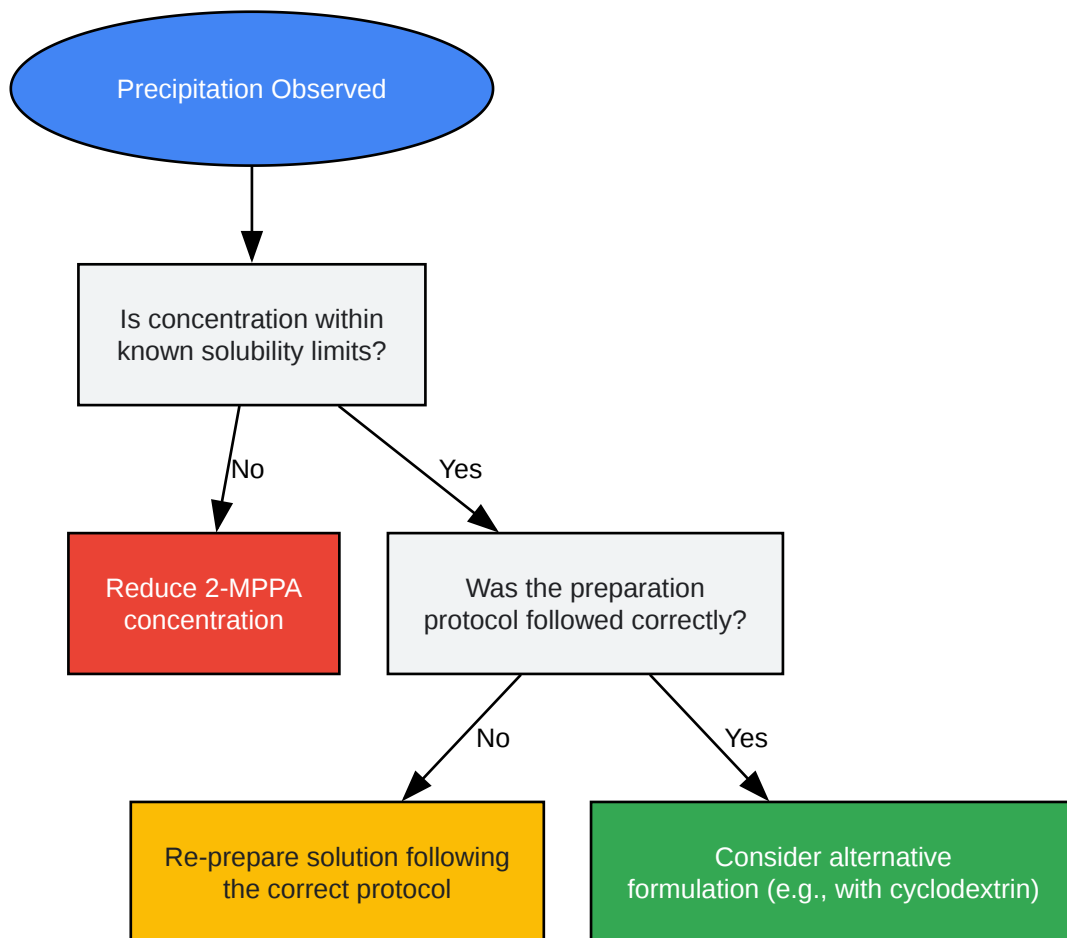 Precipitation Observed
Is concentration within
known solubility limits?
No
Yes
Reduce 2-MPPA
concentration
Was the preparation
protocol followed correctly?
No
Yes
Re-prepare solution following
the correct protocol
Consider alternative
formulation (e.g., with cyclodextrin)